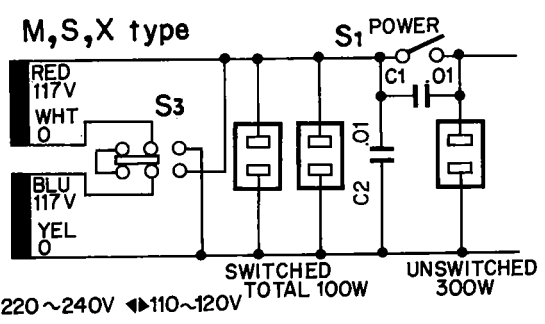 M,S,X type
S1 POWER
RED
117V
C1 .01
WHT
0
S3
.01
C2
BLU
117V
YEL
0
SWITCHED
TOTAL 100W
UNSWITCHED
300W
220~240V ◀▶110~120V